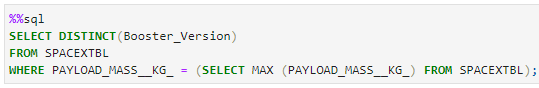 %%sql
SELECT DISTINCT(Booster_Version)
FROM SPACEXTBL
WHERE PAYLOAD_MASS__KG_ = (SELECT MAX (PAYLOAD_MASS__KG_) FROM SPACEXTBL);